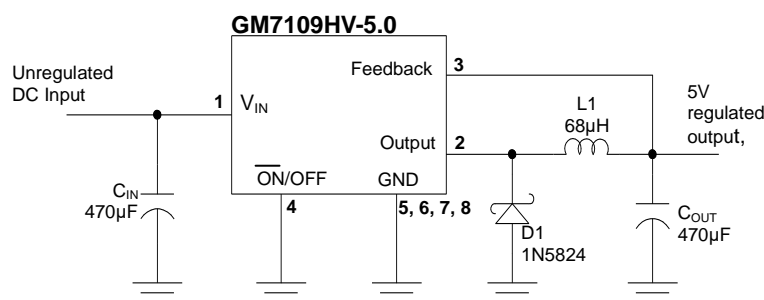 GM7109HV-5.0
Unregulated
DC Input
1
VIN
Feedback
3
Output
2
ON/OFF
GND
4
5, 6, 7, 8
CIN
470µF
L1
68µH
5V
regulated
output,
D1
1N5824
COUT
470µF